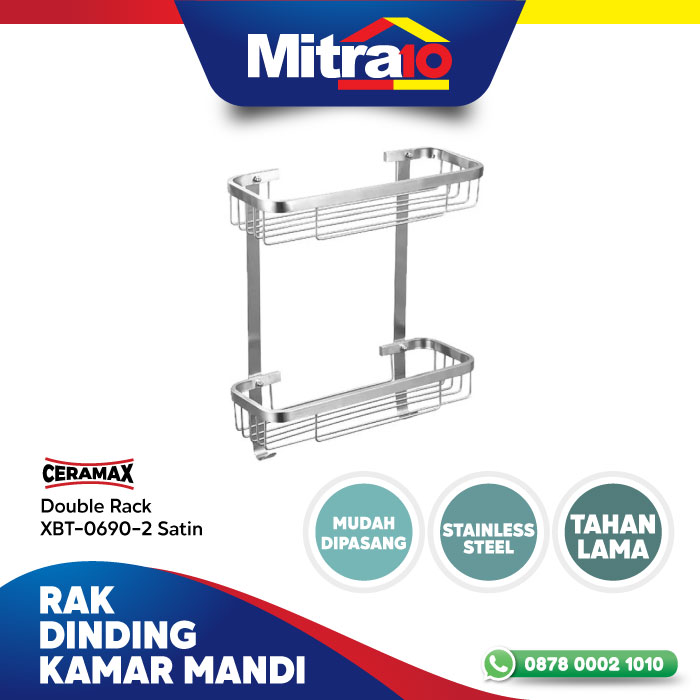 Mitra10
CERAMAX
Double Rack
XBT-0690-2 Satin
MUDAH
DIPASANG
STAINLESS
STEEL
TAHAN
LAMA
RAK
DINDING
KAMAR MANDI
0878 0002 1010